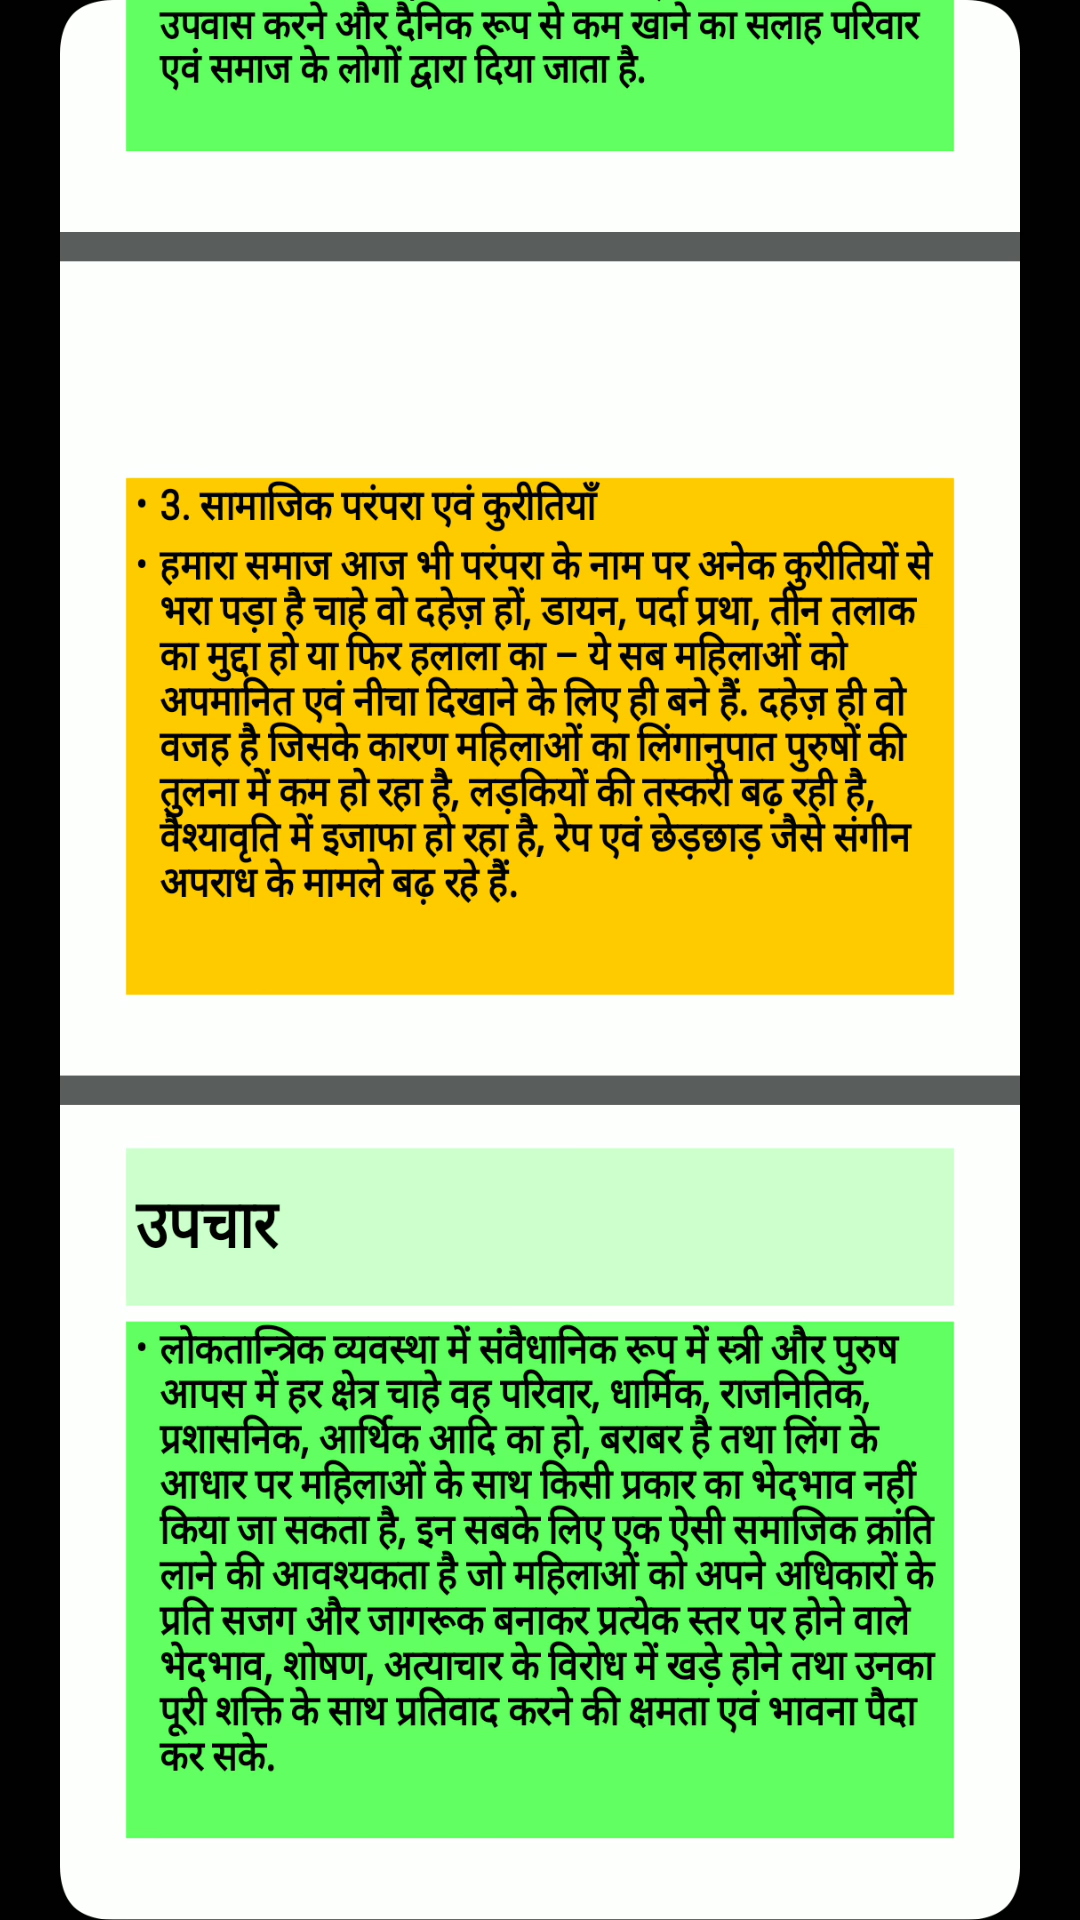 उपवास करने और दैनिक रूप से कम खाने का सलाह परिवार
एवं समाज के लोगों द्वारा दिया जाता है.
• 3. सामाजिक परंपरा एवं कुरीतियाँ
• हमारा समाज आज भी परंपरा के नाम पर अनेक कुरीतियों से
भरा पड़ा है चाहे वो दहेज़ हों, डायन, पर्दा प्रथा, तीन तलाक
का मुद्दा हो या फिर हलाला का – ये सब महिलाओं को
अपमानित एवं नीचा दिखाने के लिए ही बने हैं. दहेज़ ही वो
वजह है जिसके कारण महिलाओं का लिंगानुपात पुरुषों की
तुलना में कम हो रहा है, लड़कियों की तस्करी बढ़ रही है,
वैश्यावृति में इजाफा हो रहा है, रेप एवं छेड़छाड़ जैसे संगीन
अपराध के मामले बढ़ रहे हैं.
उपचार
• लोकतान्त्रिक व्यवस्था में संवैधानिक रूप में स्त्री और पुरुष
आपस में हर क्षेत्र चाहे वह परिवार, धार्मिक, राजनितिक,
प्रशासनिक, आर्थिक आदि का हो, बराबर है तथा लिंग के
आधार पर महिलाओं के साथ किसी प्रकार का भेदभाव नहीं
किया जा सकता है, इन सबके लिए एक ऐसी समाजिक क्रांति
लाने की आवश्यकता है जो महिलाओं को अपने अधिकारों के
प्रति सजग और जागरूक बनाकर प्रत्येक स्तर पर होने वाले
भेदभाव, शोषण, अत्याचार के विरोध में खड़े होने तथा उनका
पूरी शक्ति के साथ प्रतिवाद करने की क्षमता एवं भावना पैदा
कर सके.